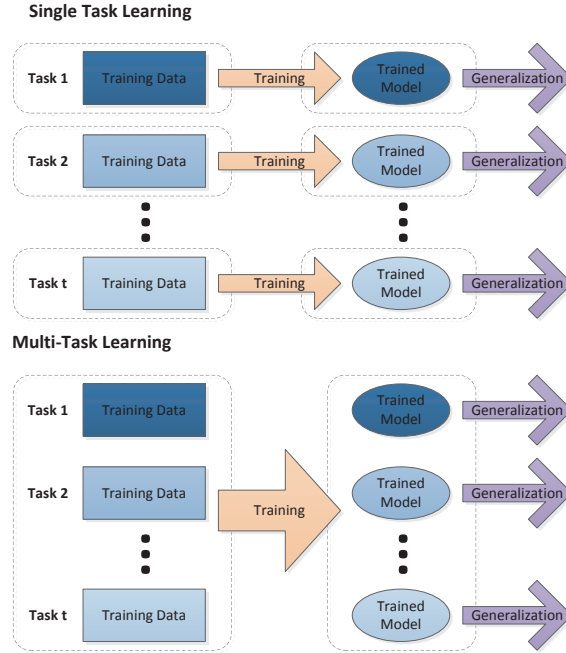 Single Task Learning
Task 1 Training Data Training Trained Model Generalization
Task 2 Training Data Training Trained Model Generalization
Task t Training Data Training Trained Model Generalization
Multi-Task Learning
Task 1 Training Data Trained Model Generalization
Task 2 Training Data Training Trained Model Generalization
Task t Training Data Trained Model Generalization